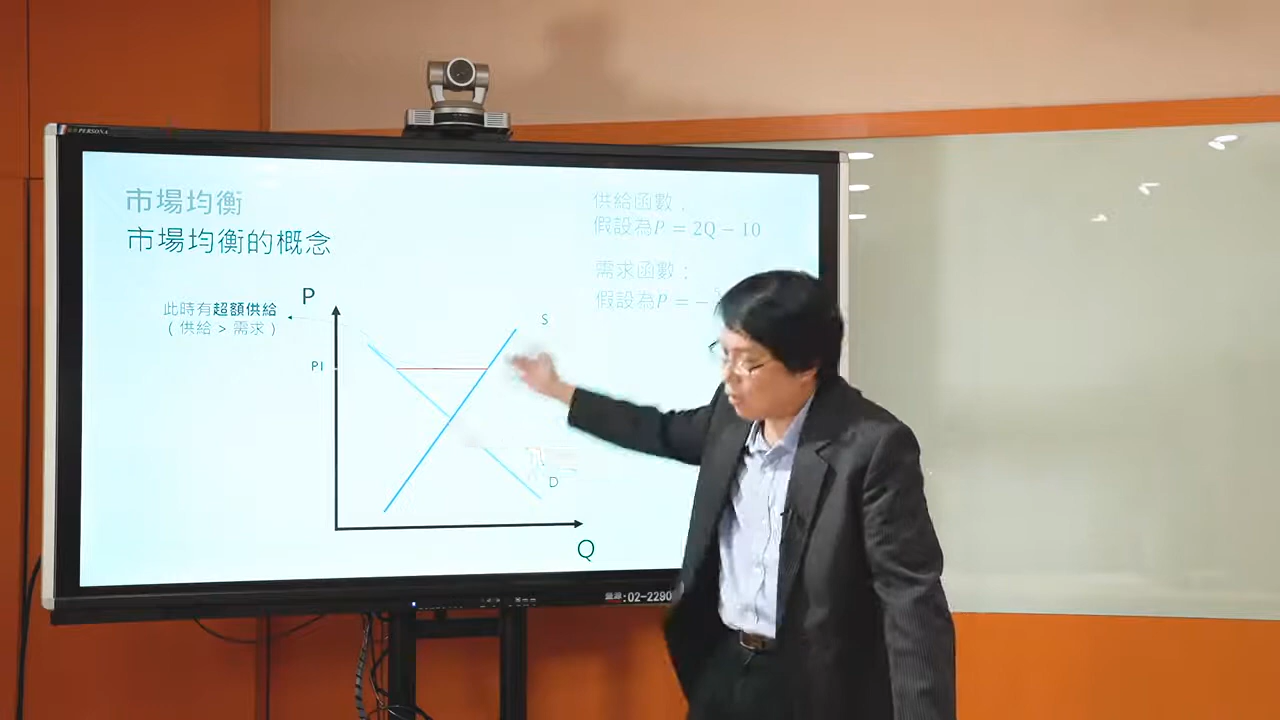 PERSONA
市場均衡
市場均衡的概念
供給函數：
假設為P = 2Q − 10
需求函數：
假設為P = −
此時有超額供給
（供給 > 需求）
P
S
P1
D
Q
:02-2290